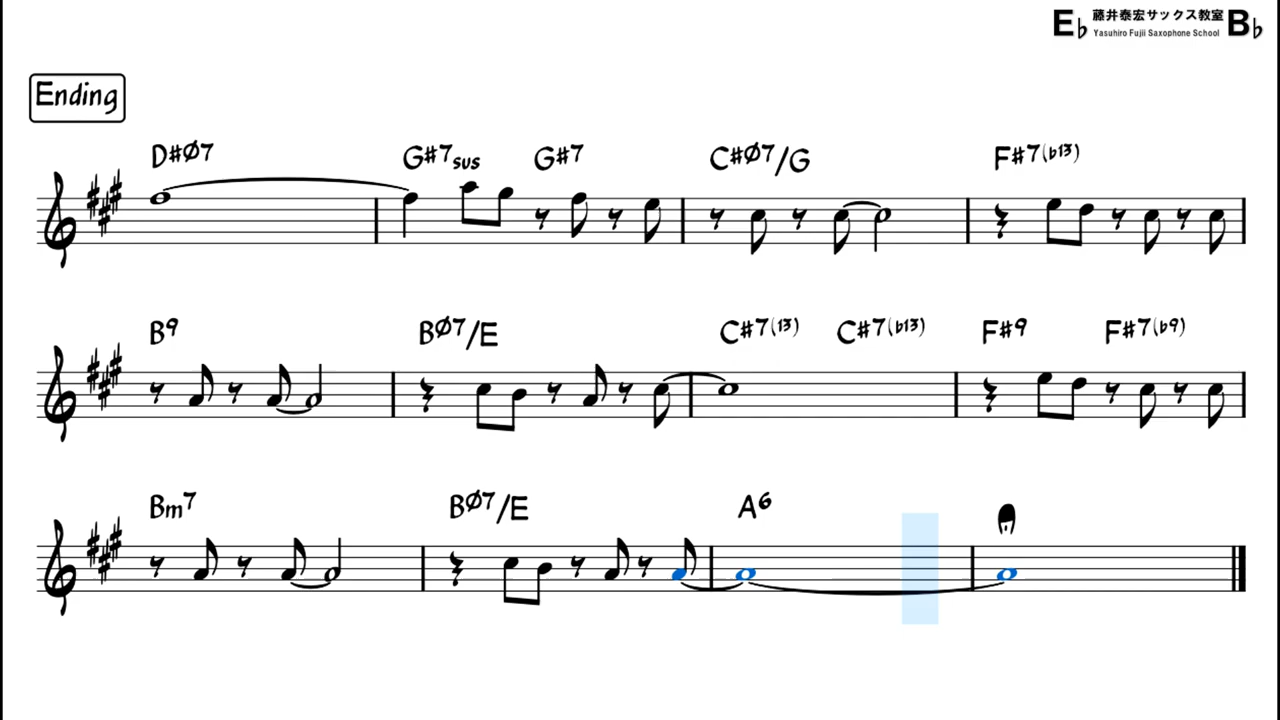 E♭ 藤井泰宏サックス教室 B♭
Yasuhiro Fujii Saxophone School
Ending
D#ø7 G#7sus G#7 C#ø7/G F#7(♭13)
B9 Bø7/E C#7(13) C#7(♭13) F#9 F#7(♭9)
Bm7 Bø7/E A6